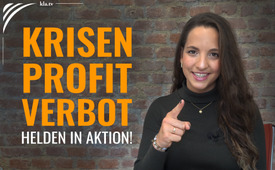 kla.tv
KRISEN
PROFIT
VERBOT
HELDEN IN AKTION!